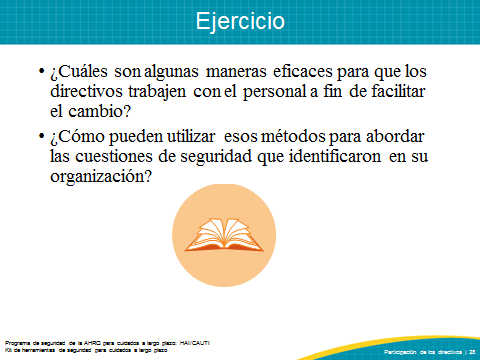 Ejercicio
• ¿Cuáles son algunas maneras eficaces para que los
directivos trabajen con el personal a fin de facilitar
el cambio?
• ¿Cómo pueden utilizar esos métodos para abordar
las cuestiones de seguridad que identificaron en su
organización?
Programa de seguridad de la AHRQ para cuidados a largo plazo: HAI/CAUTI
Kit de herramientas de seguridad para cuidados a largo plazo
Participación de los directivos | 28